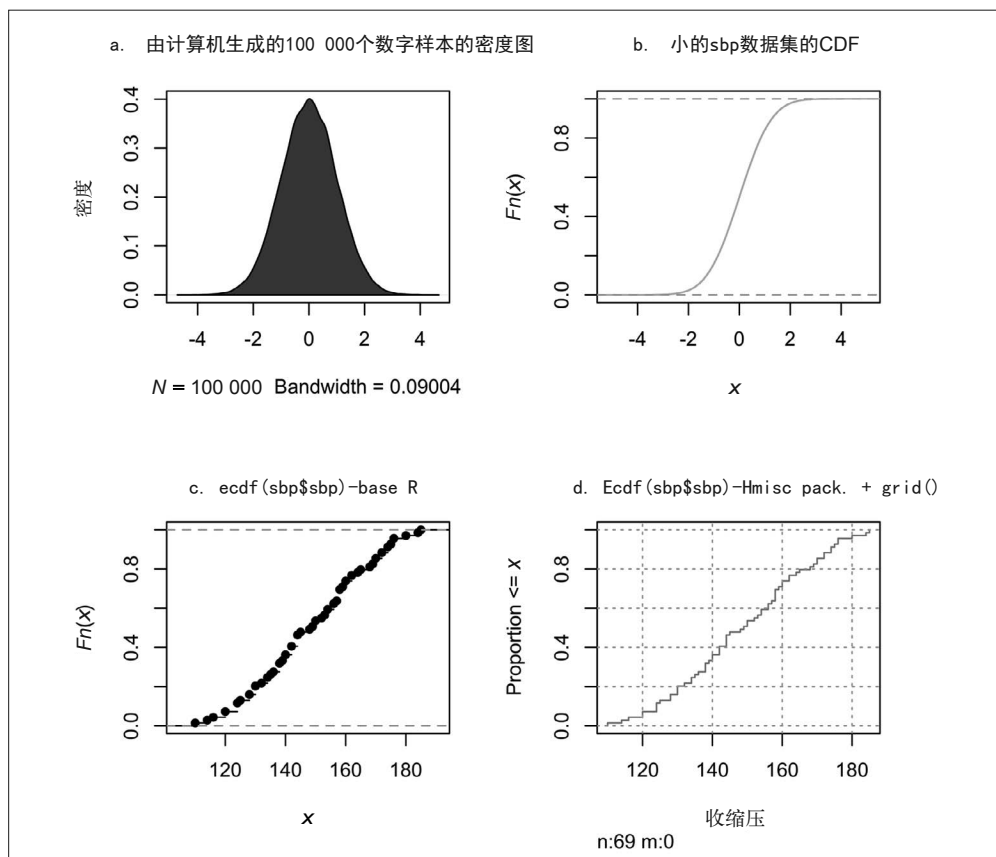 a. 由计算机生成的100 000个数字样本的密度图
密度
0.0 0.1 0.2 0.3 0.4
-4 -2 0 2 4
N = 100 000 Bandwidth = 0.09004
b. 小的sbp数据集的CDF
Fn(x)
0.0 0.4 0.8
-4 -2 0 2 4
x
c. ecdf(sbp$sbp)-base R
Fn(x)
0.0 0.4 0.8
120 140 160 180
x
d. Ecdf(sbp$sbp)-Hmisc pack. + grid()
Proportion <= x
0.0 0.4 0.8
120 140 160 180
收缩压
n:69 m:0